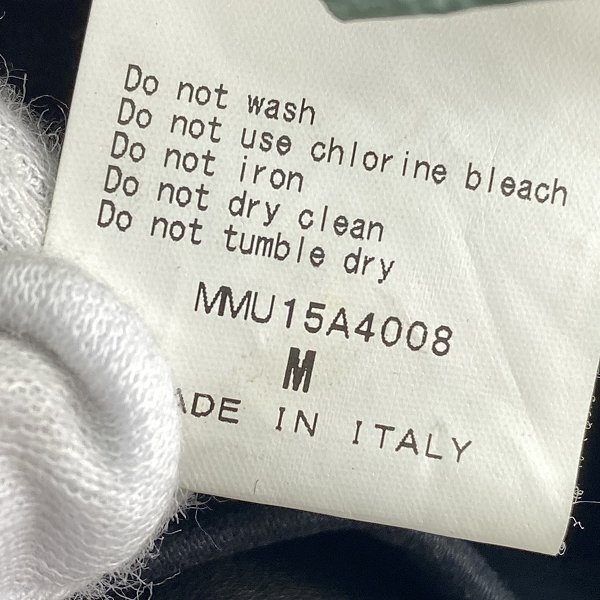 Do not wash
Do not use chlorine bleach
Do not iron
Do not dry clean
Do not tumble dry
MMU15A4008
M
ADE IN ITALY